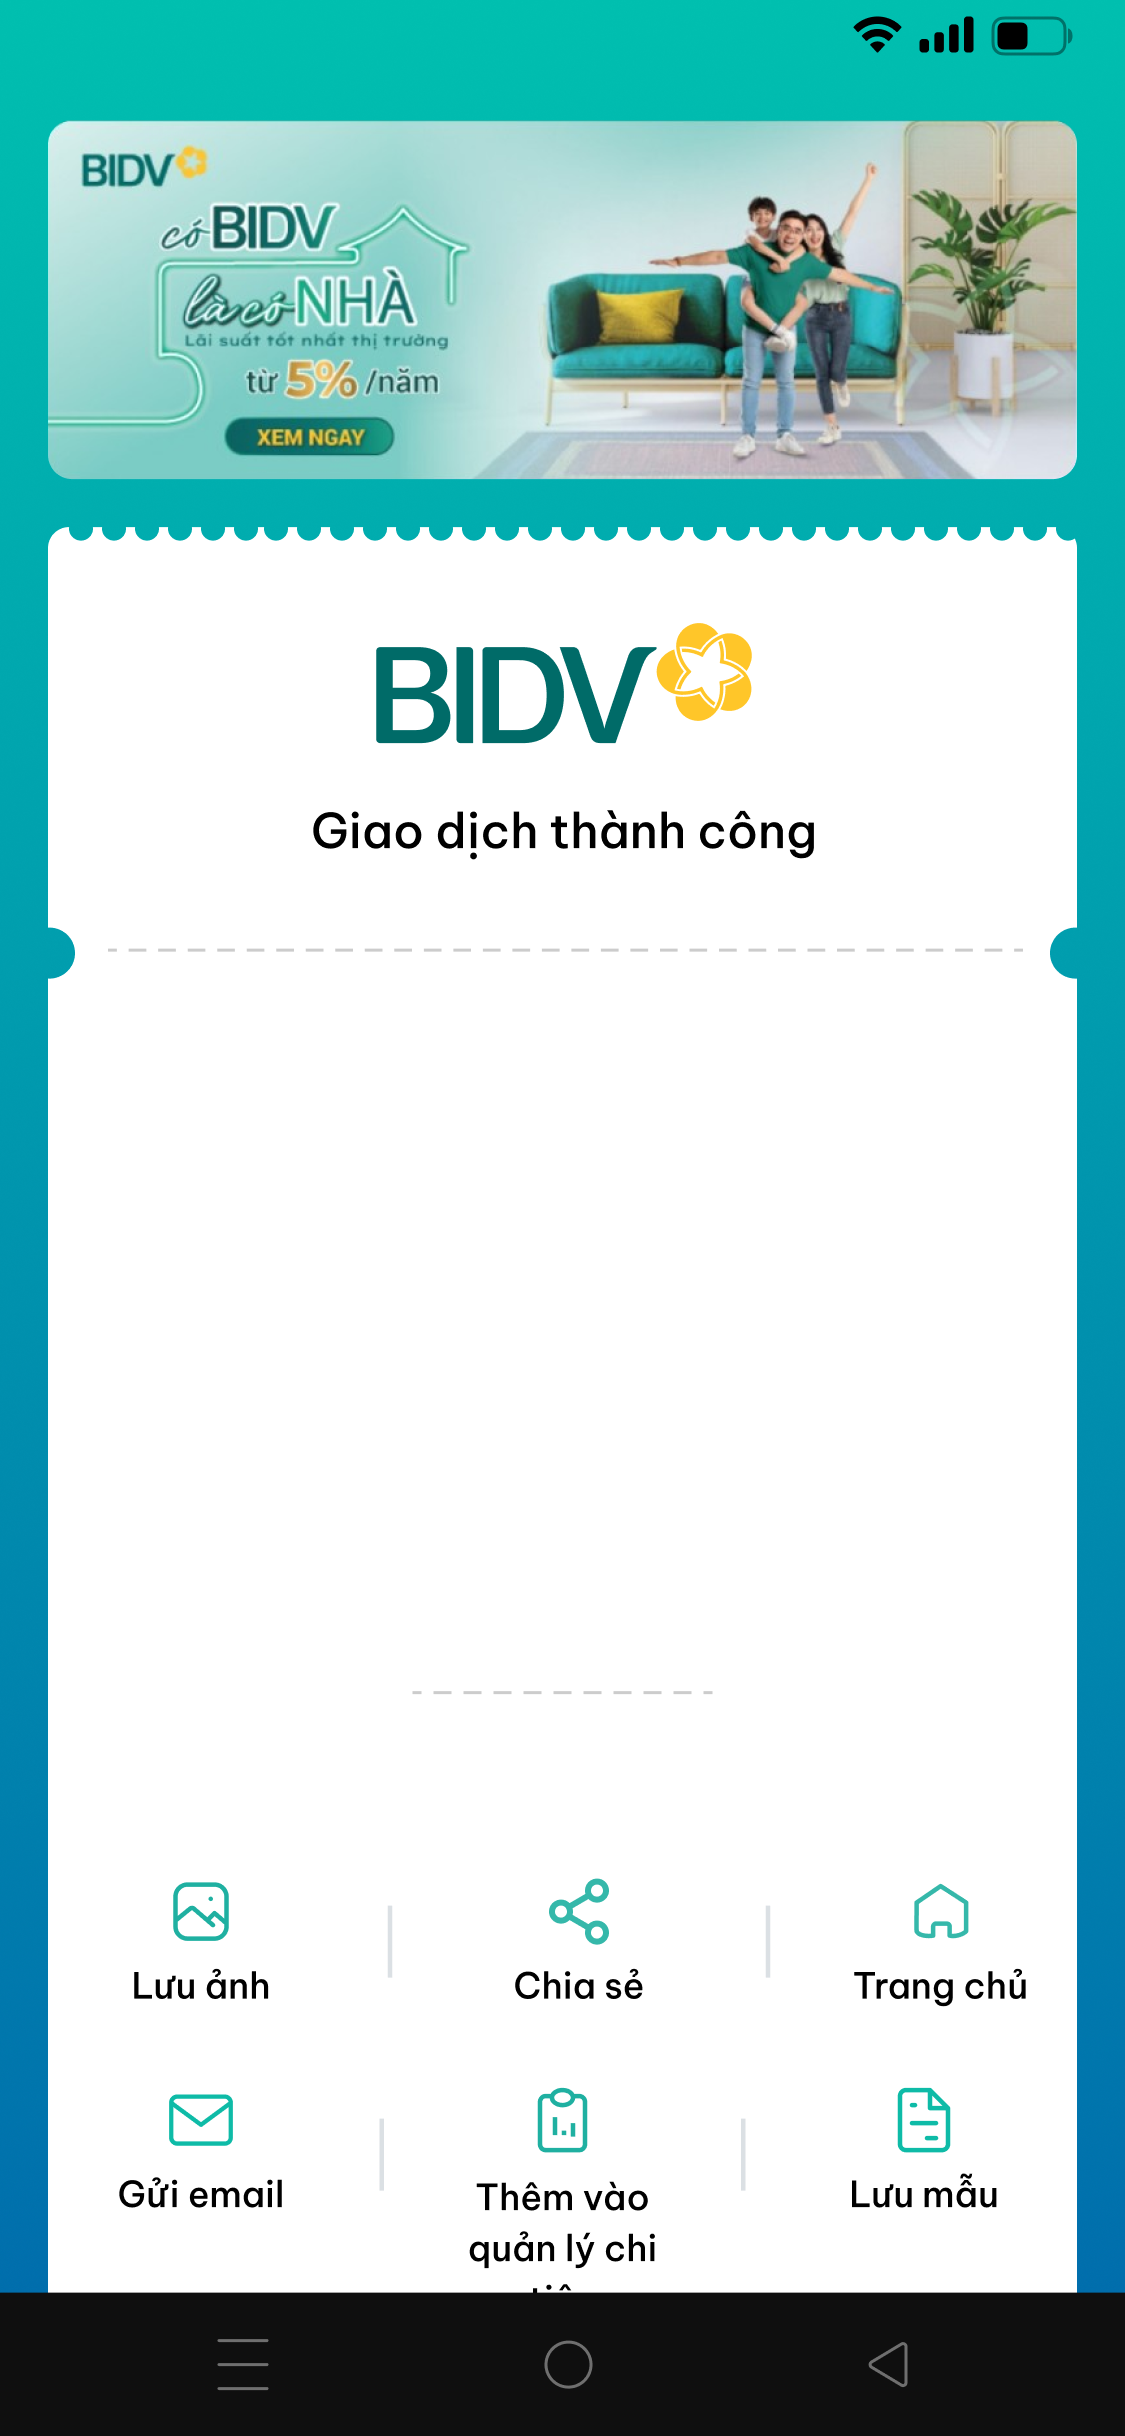 BIDV
có BIDV
là có NHÀ
Lãi suất tốt nhất thị trường
từ 5% /năm
XEM NGAY
BIDV
Giao dịch thành công
Lưu ảnh
Chia sẻ
Trang chủ
Gửi email
Thêm vào
quản lý chi
Lưu mẫu